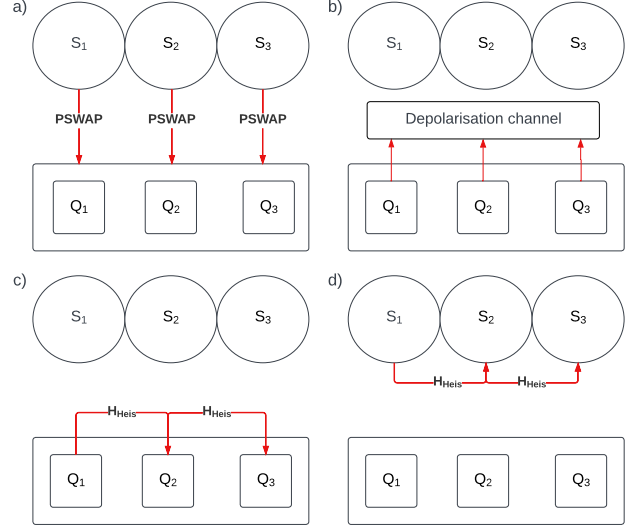 a)
S1 S2 S3
PSWAP PSWAP PSWAP
Q1 Q2 Q3
b)
S1 S2 S3
Depolarisation channel
Q1 Q2 Q3
c)
S1 S2 S3
HHeis HHeis
Q1 Q2 Q3
d)
S1 S2 S3
HHeis HHeis
Q1 Q2 Q3